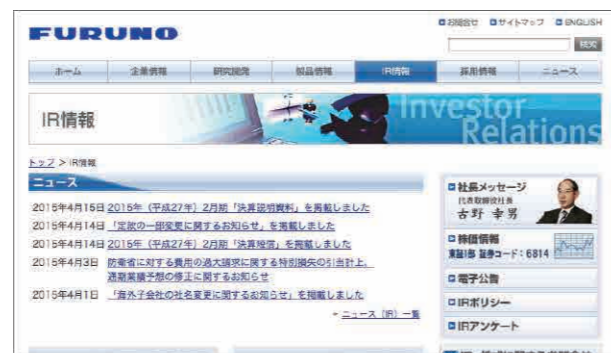 FURUNO
お問合せ サイトマップ ENGLISH
検索
ホーム 企業情報 研究開発 製品情報 IR情報 採用情報 ニュース
IR情報
Investor
Relations
トップ > IR情報
ニュース
2015年4月15日 2015年（平成27年）2月期「決算説明資料」を掲載しました
2015年4月14日 「定款の一部変更に関するお知らせ」を掲載しました
2015年4月14日 2015年（平成27年）2月期「決算短信」を掲載しました
2015年4月3日 防衛省に対する費用の過大請求に関する特別損失の引当計上、
通期業績予想の修正に関するお知らせ
2015年4月1日 「海外子会社の社名変更に関するお知らせ」を掲載しました
ニュース（IR）一覧
社長メッセージ
代表取締役社長
古野 幸男
株価情報
東証1部 証券コード：6814
電子公告
IRポリシー
IRアンケート